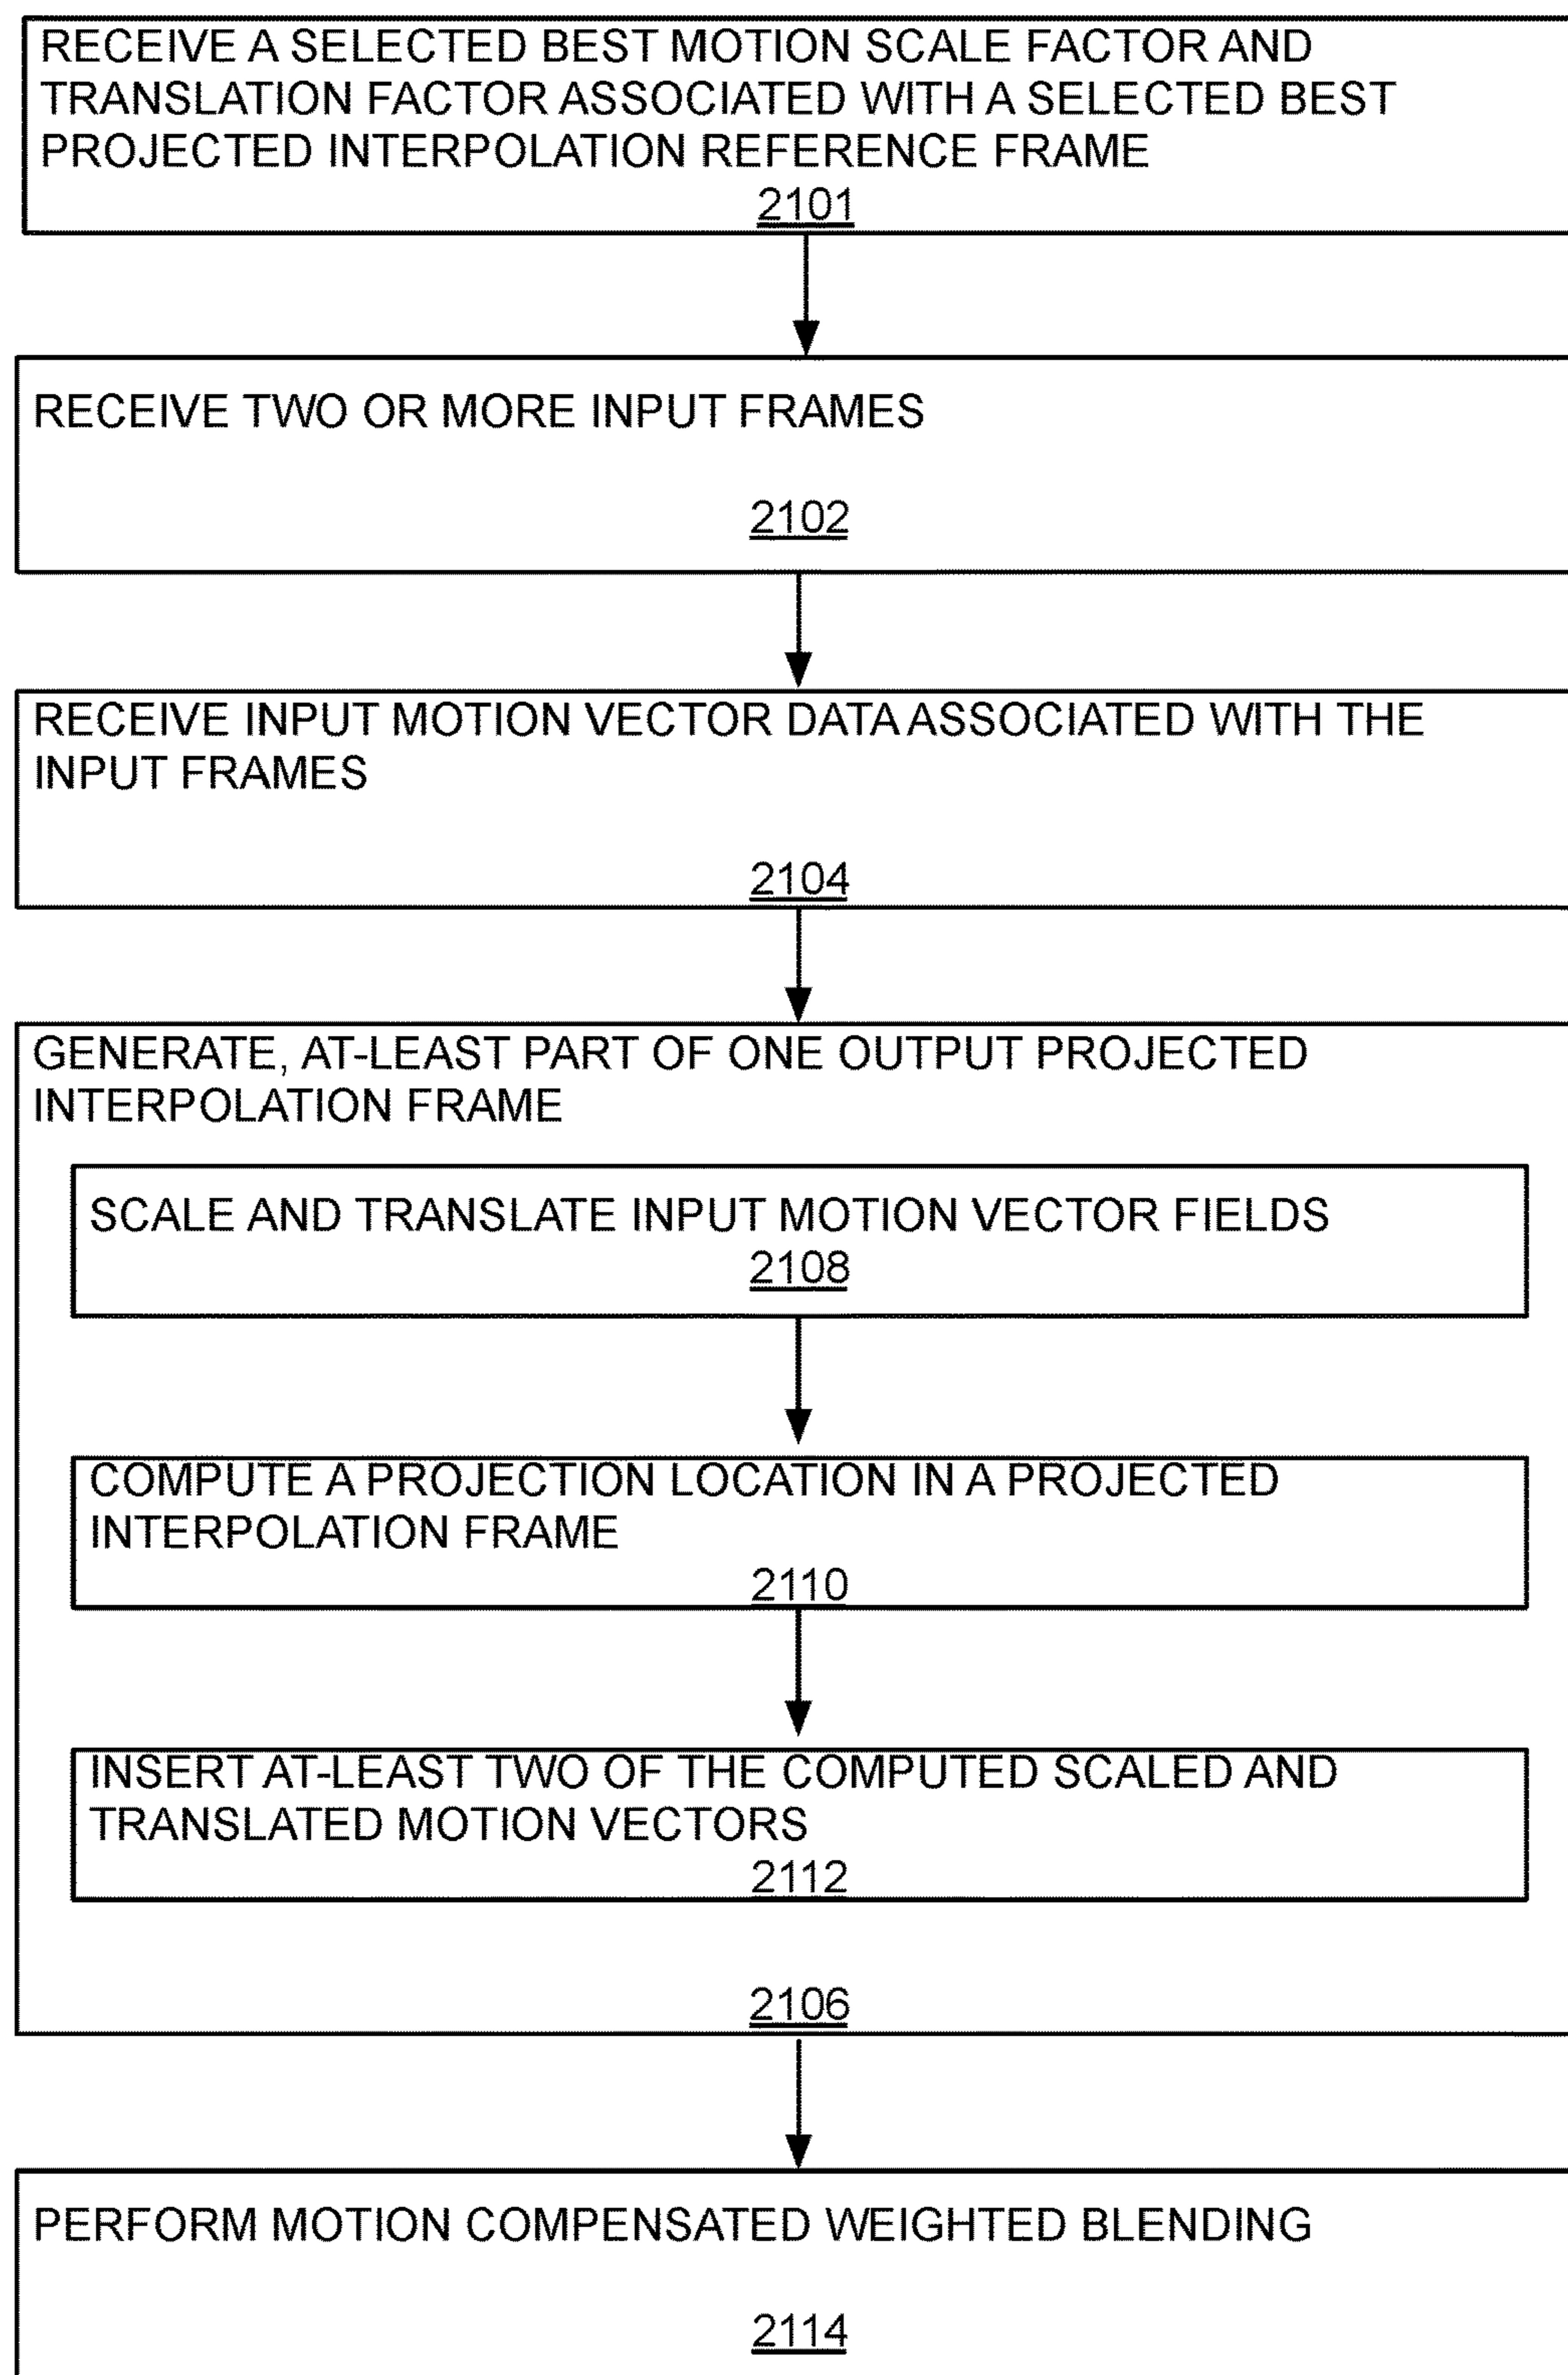 RECEIVE A SELECTED BEST MOTION SCALE FACTOR AND
TRANSLATION FACTOR ASSOCIATED WITH A SELECTED BEST
PROJECTED INTERPOLATION REFERENCE FRAME
2101
RECEIVE TWO OR MORE INPUT FRAMES
2102
RECEIVE INPUT MOTION VECTOR DATA ASSOCIATED WITH THE
INPUT FRAMES
2104
GENERATE, AT-LEAST PART OF ONE OUTPUT PROJECTED
INTERPOLATION FRAME
SCALE AND TRANSLATE INPUT MOTION VECTOR FIELDS
2108
COMPUTE A PROJECTION LOCATION IN A PROJECTED
INTERPOLATION FRAME
2110
INSERT AT-LEAST TWO OF THE COMPUTED SCALED AND
TRANSLATED MOTION VECTORS
2112
2106
PERFORM MOTION COMPENSATED WEIGHTED BLENDING
2114